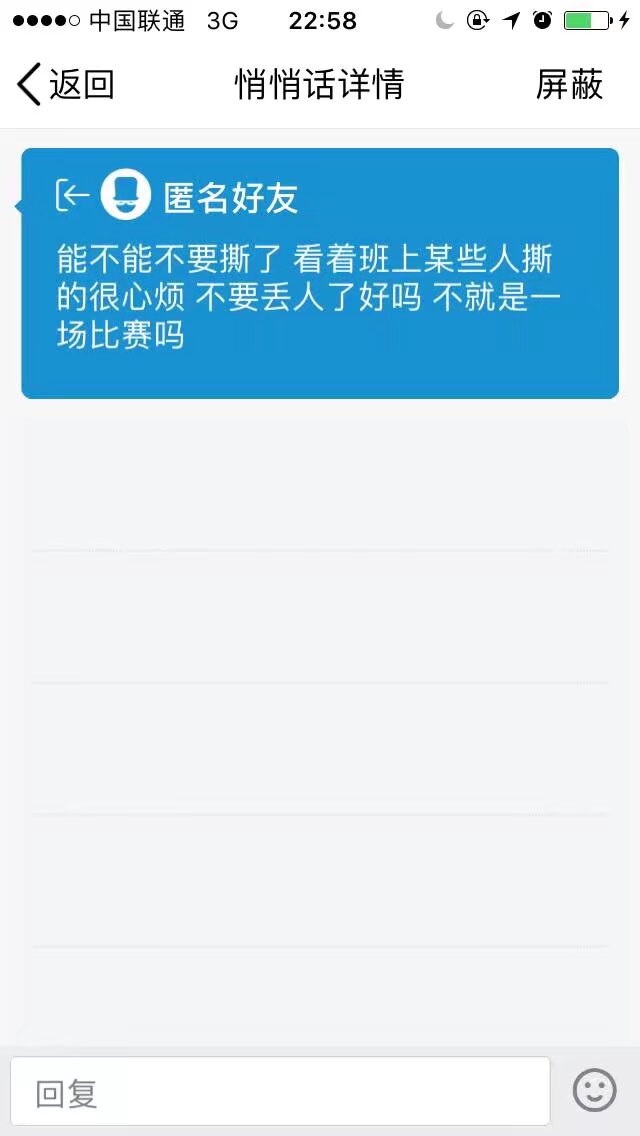 中国联通 3G 22:58
返回 悄悄话详情 屏蔽
匿名好友
能不能不要撕了 看着班上某些人撕
的很心烦 不要丢人了好吗 不就是一
场比赛吗
回复